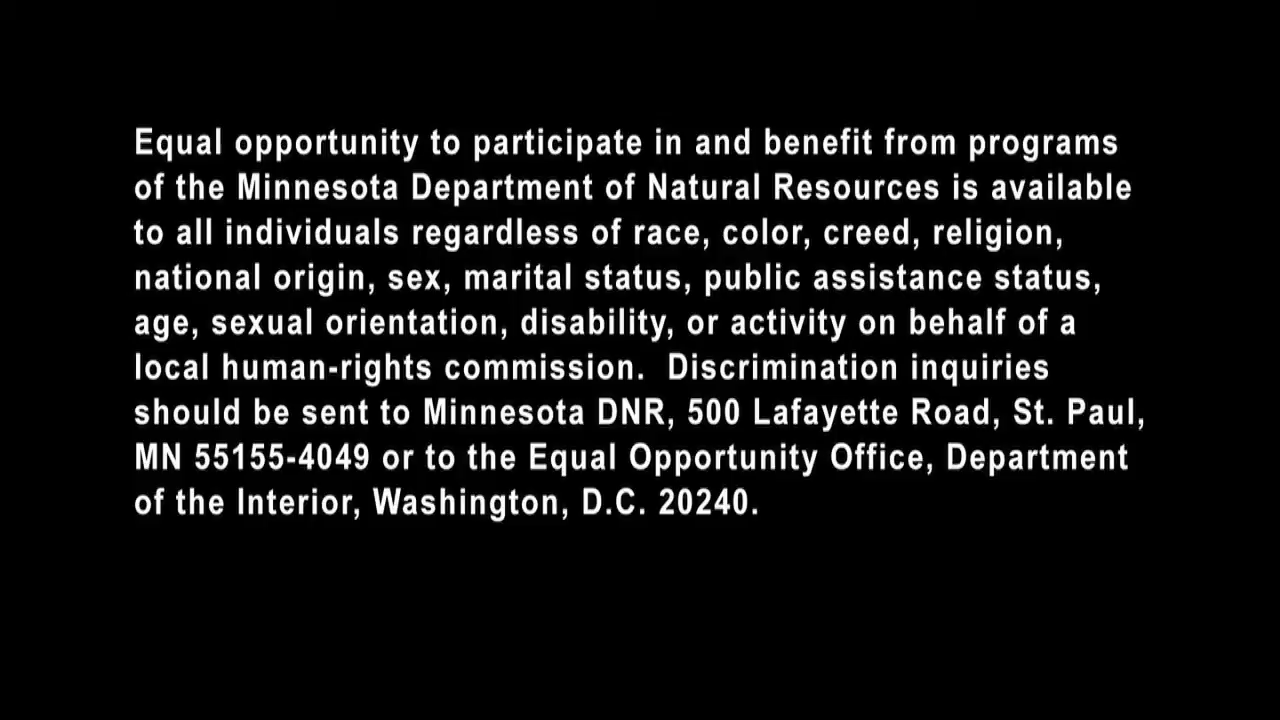 Equal opportunity to participate in and benefit from programs
of the Minnesota Department of Natural Resources is available
to all individuals regardless of race, color, creed, religion,
national origin, sex, marital status, public assistance status,
age, sexual orientation, disability, or activity on behalf of a
local human-rights commission.  Discrimination inquiries
should be sent to Minnesota DNR, 500 Lafayette Road, St. Paul,
MN 55155-4049 or to the Equal Opportunity Office, Department
of the Interior, Washington, D.C. 20240.